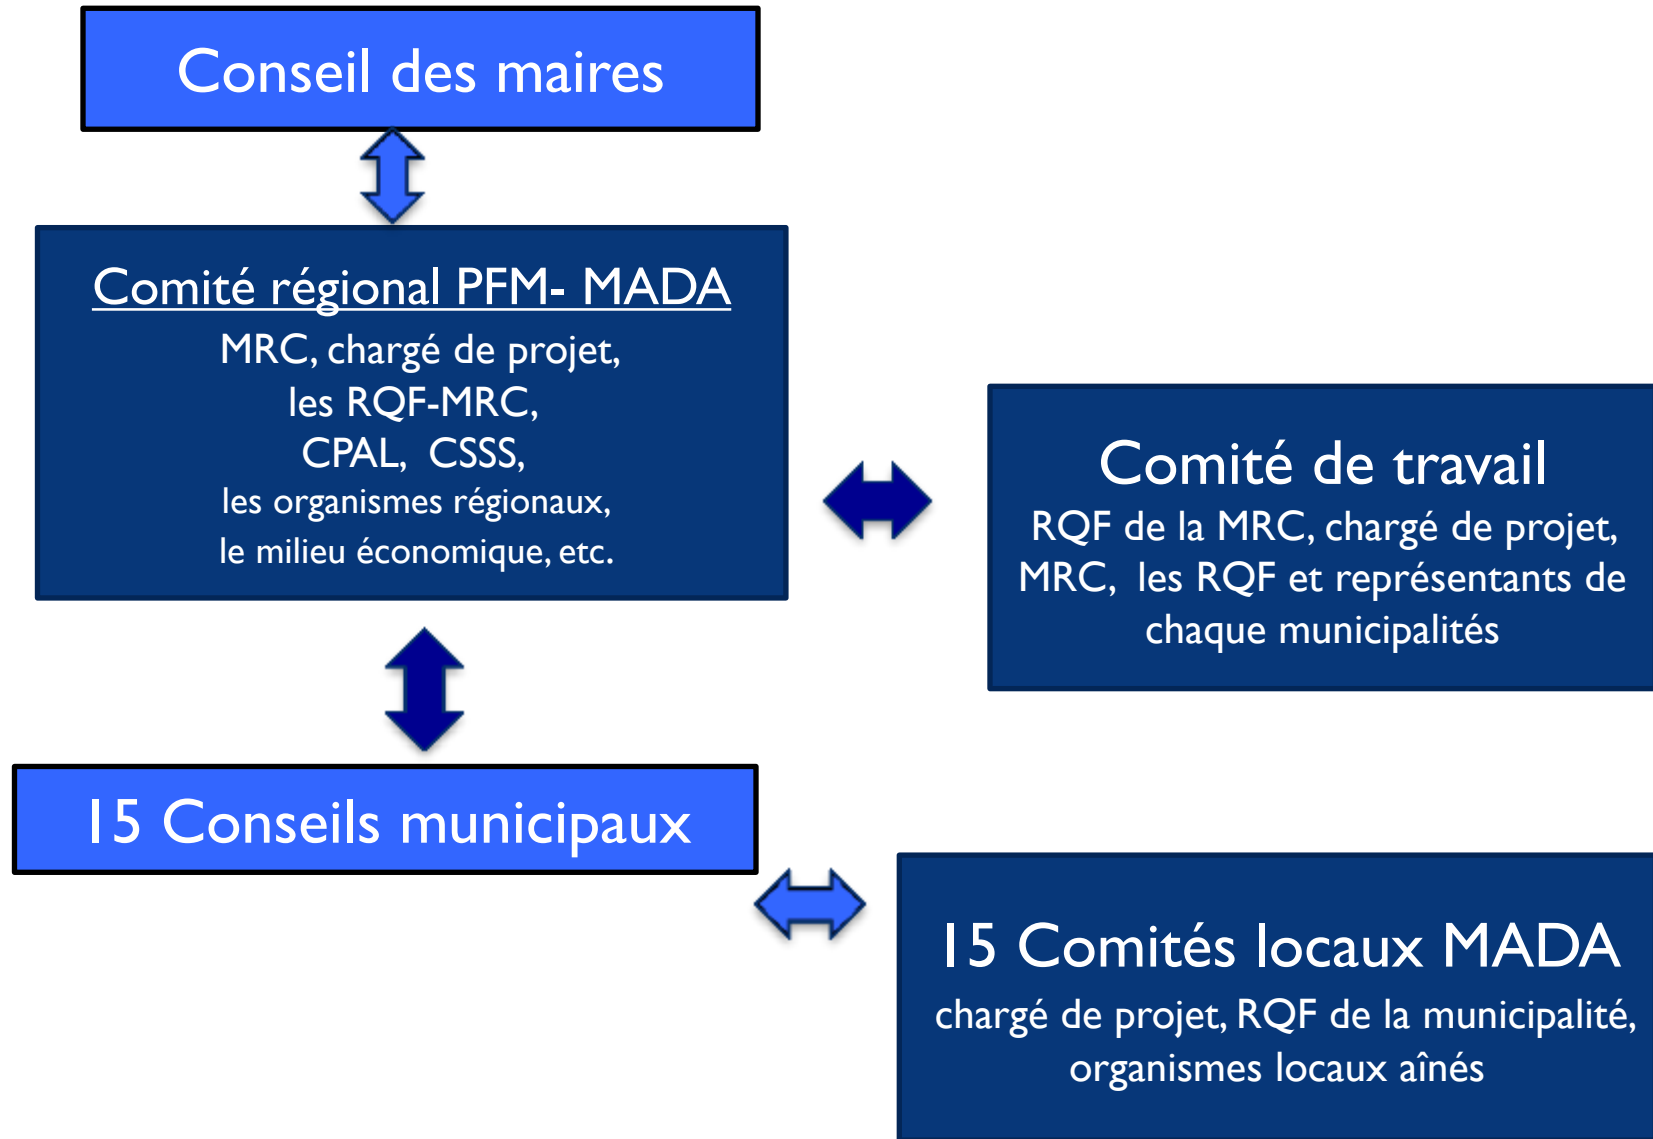 Conseil des maires
Comité régional PFM- MADA
MRC, chargé de projet,
les RQF-MRC,
CPAL, CSSS,
les organismes régionaux,
le milieu économique, etc.
Comité de travail
RQF de la MRC, chargé de projet,
MRC, les RQF et représentants de
chaque municipalités
15 Conseils municipaux
15 Comités locaux MADA
chargé de projet, RQF de la municipalité,
organismes locaux aînés